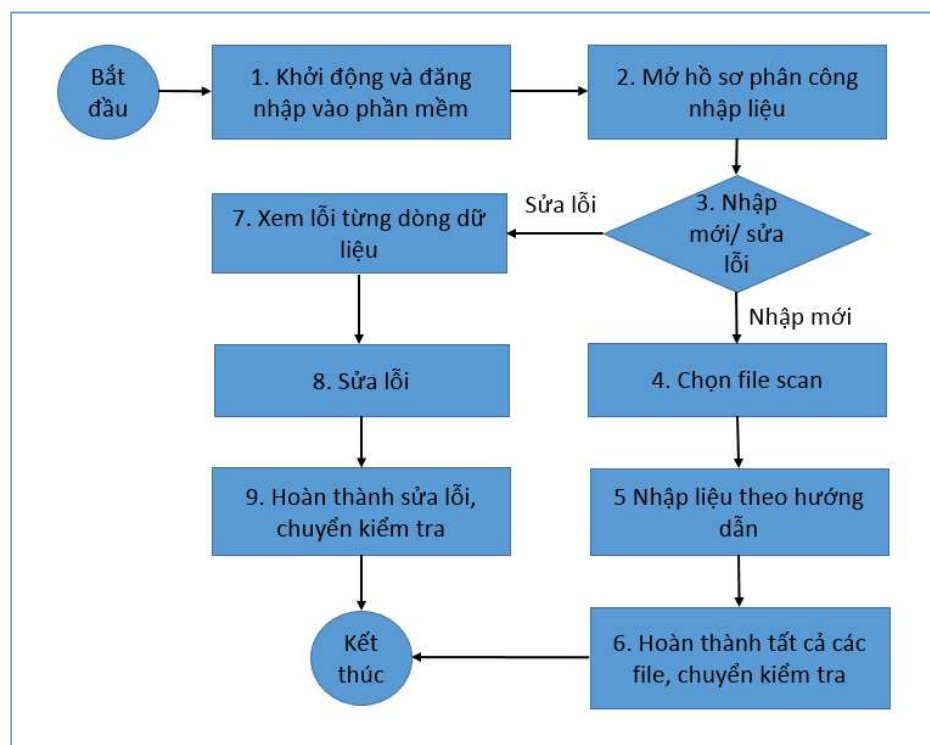 Bắt
đầu
1. Khởi động và đăng
nhập vào phần mềm
2. Mở hồ sơ phân công
nhập liệu
3. Nhập
mới/ sửa
lỗi
Sửa lỗi
7. Xem lỗi từng dòng dữ
liệu
Nhập mới
8. Sửa lỗi
4. Chọn file scan
9. Hoàn thành sửa lỗi,
chuyển kiểm tra
5 Nhập liệu theo hướng
dẫn
Kết
thúc
6. Hoàn thành tất cả các
file, chuyển kiểm tra